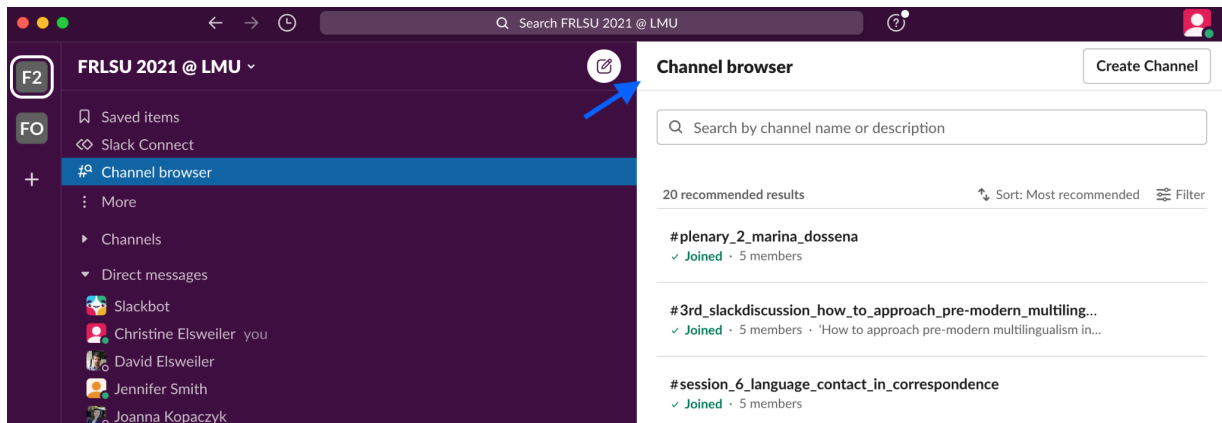 Search FRLSU 2021 @ LMU
F2
FO
FRLSU 2021 @ LMU
Saved items
Slack Connect
Channel browser
More
Channels
Direct messages
Slackbot
Christine Elsweiler you
David Elsweiler
Jennifer Smith
Joanna Kopaczyk
Channel browser
Create Channel
Search by channel name or description
20 recommended results Sort: Most recommended Filter
#plenary_2_marina_dossena
✓ Joined · 5 members
#3rd_slackdiscussion_how_to_approach_pre-modern_multiling...
✓ Joined · 5 members · ‘How to approach pre-modern multilingualism in...
#session_6_language_contact_in_correspondence
✓ Joined · 5 members